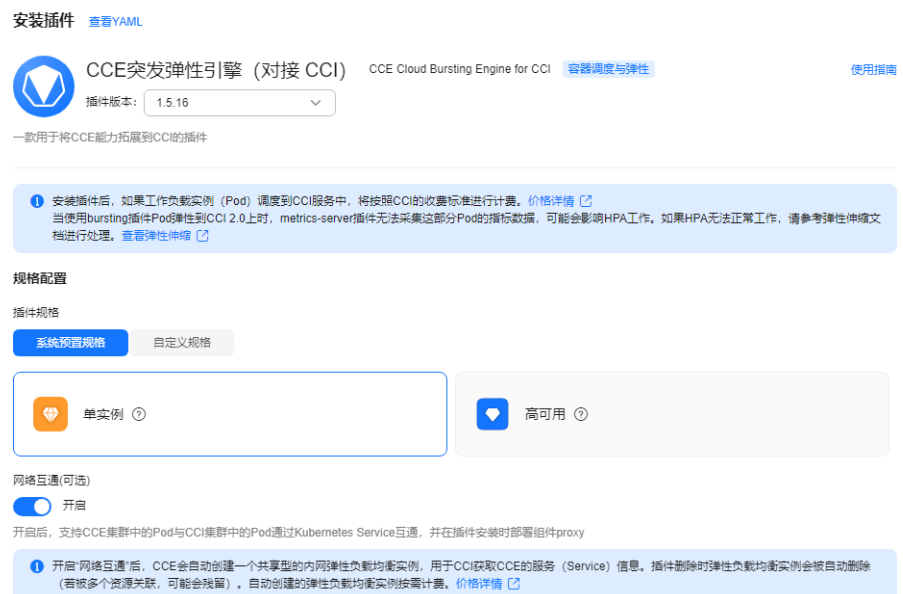 安装插件 查看YAML
CCE突发弹性引擎（对接 CCI） CCE Cloud Bursting Engine for CCI 容器调度与弹性 使用指南
插件版本： 1.5.16
一款用于将CCE能力拓展到CCI的插件
安装插件后，如果工作负载实例（Pod）调度到CCI服务中，将按照CCI的收费标准进行计费。价格详情
当使用bursting插件Pod弹性到CCI 2.0上时，metrics-server插件无法采集这部分Pod的指标数据，可能会影响HPA工作。如果HPA无法正常工作，请参考弹性伸缩文
档进行处理。查看弹性伸缩
规格配置
插件规格
系统预置规格 自定义规格
单实例 高可用
网络互通(可选)
开启
开启后，支持CCE集群中的Pod与CCI集群中的Pod通过Kubernetes Service互通，并在插件安装时部署组件proxy
开启“网络互通”后，CCE会自动创建一个共享型的内网弹性负载均衡实例，用于CCI获取CCE的服务（Service）信息。插件删除时弹性负载均衡实例会被自动删除
（若被多个资源关联，可能会残留）。自动创建的弹性负载均衡实例按需计费。价格详情